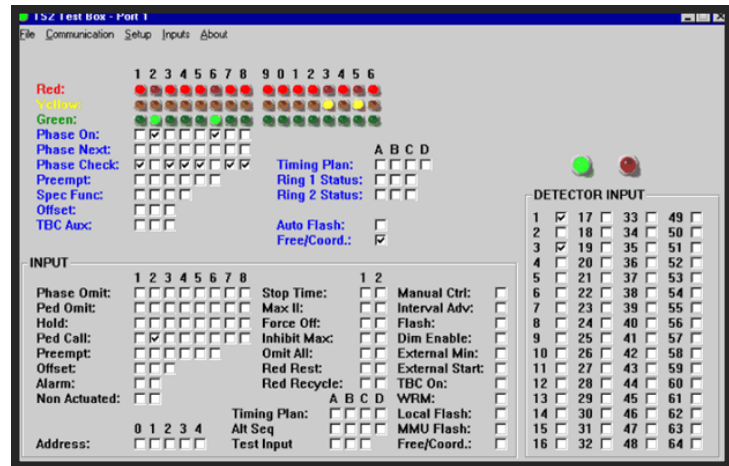 TS2 Test Box - Port 1
File Communication Setup Inputs About
1 2 3 4 5 6 7 8 9 0 1 2 3 4 5 6
Red:
Yellow:
Green:
Phase On:
Phase Next:
A B C D
Phase Check: Timing Plan:
Preempt: Ring 1 Status:
Spec Func: Ring 2 Status:
Offset:
TBC Aux: Auto Flash:
Free/Coord.:
DETECTOR INPUT
1 17 33 49
2 18 34 50
3 19 35 51
4 20 36 52
5 21 37 53
6 22 38 54
7 23 39 55
8 24 40 56
9 25 41 57
10 26 42 58
11 27 43 59
12 28 44 60
13 29 45 61
14 30 46 62
15 31 47 63
16 32 48 64
INPUT
1 2 3 4 5 6 7 8 1 2
Phase Omit: Stop Time: Manual Ctrl:
Ped Omit: Max II: Interval Adv:
Hold: Force Off: Flash:
Ped Call: Inhibit Max: Dim Enable:
Preempt: Omit All: External Min:
Offset: Red Rest: External Start:
Alarm: Red Recycle: TBC On:
Non Actuated: A B C D WRM:
Timing Plan: Local Flash:
0 1 2 3 4 Alt Seq MMU Flash:
Address: Test Input Free/Coord.: